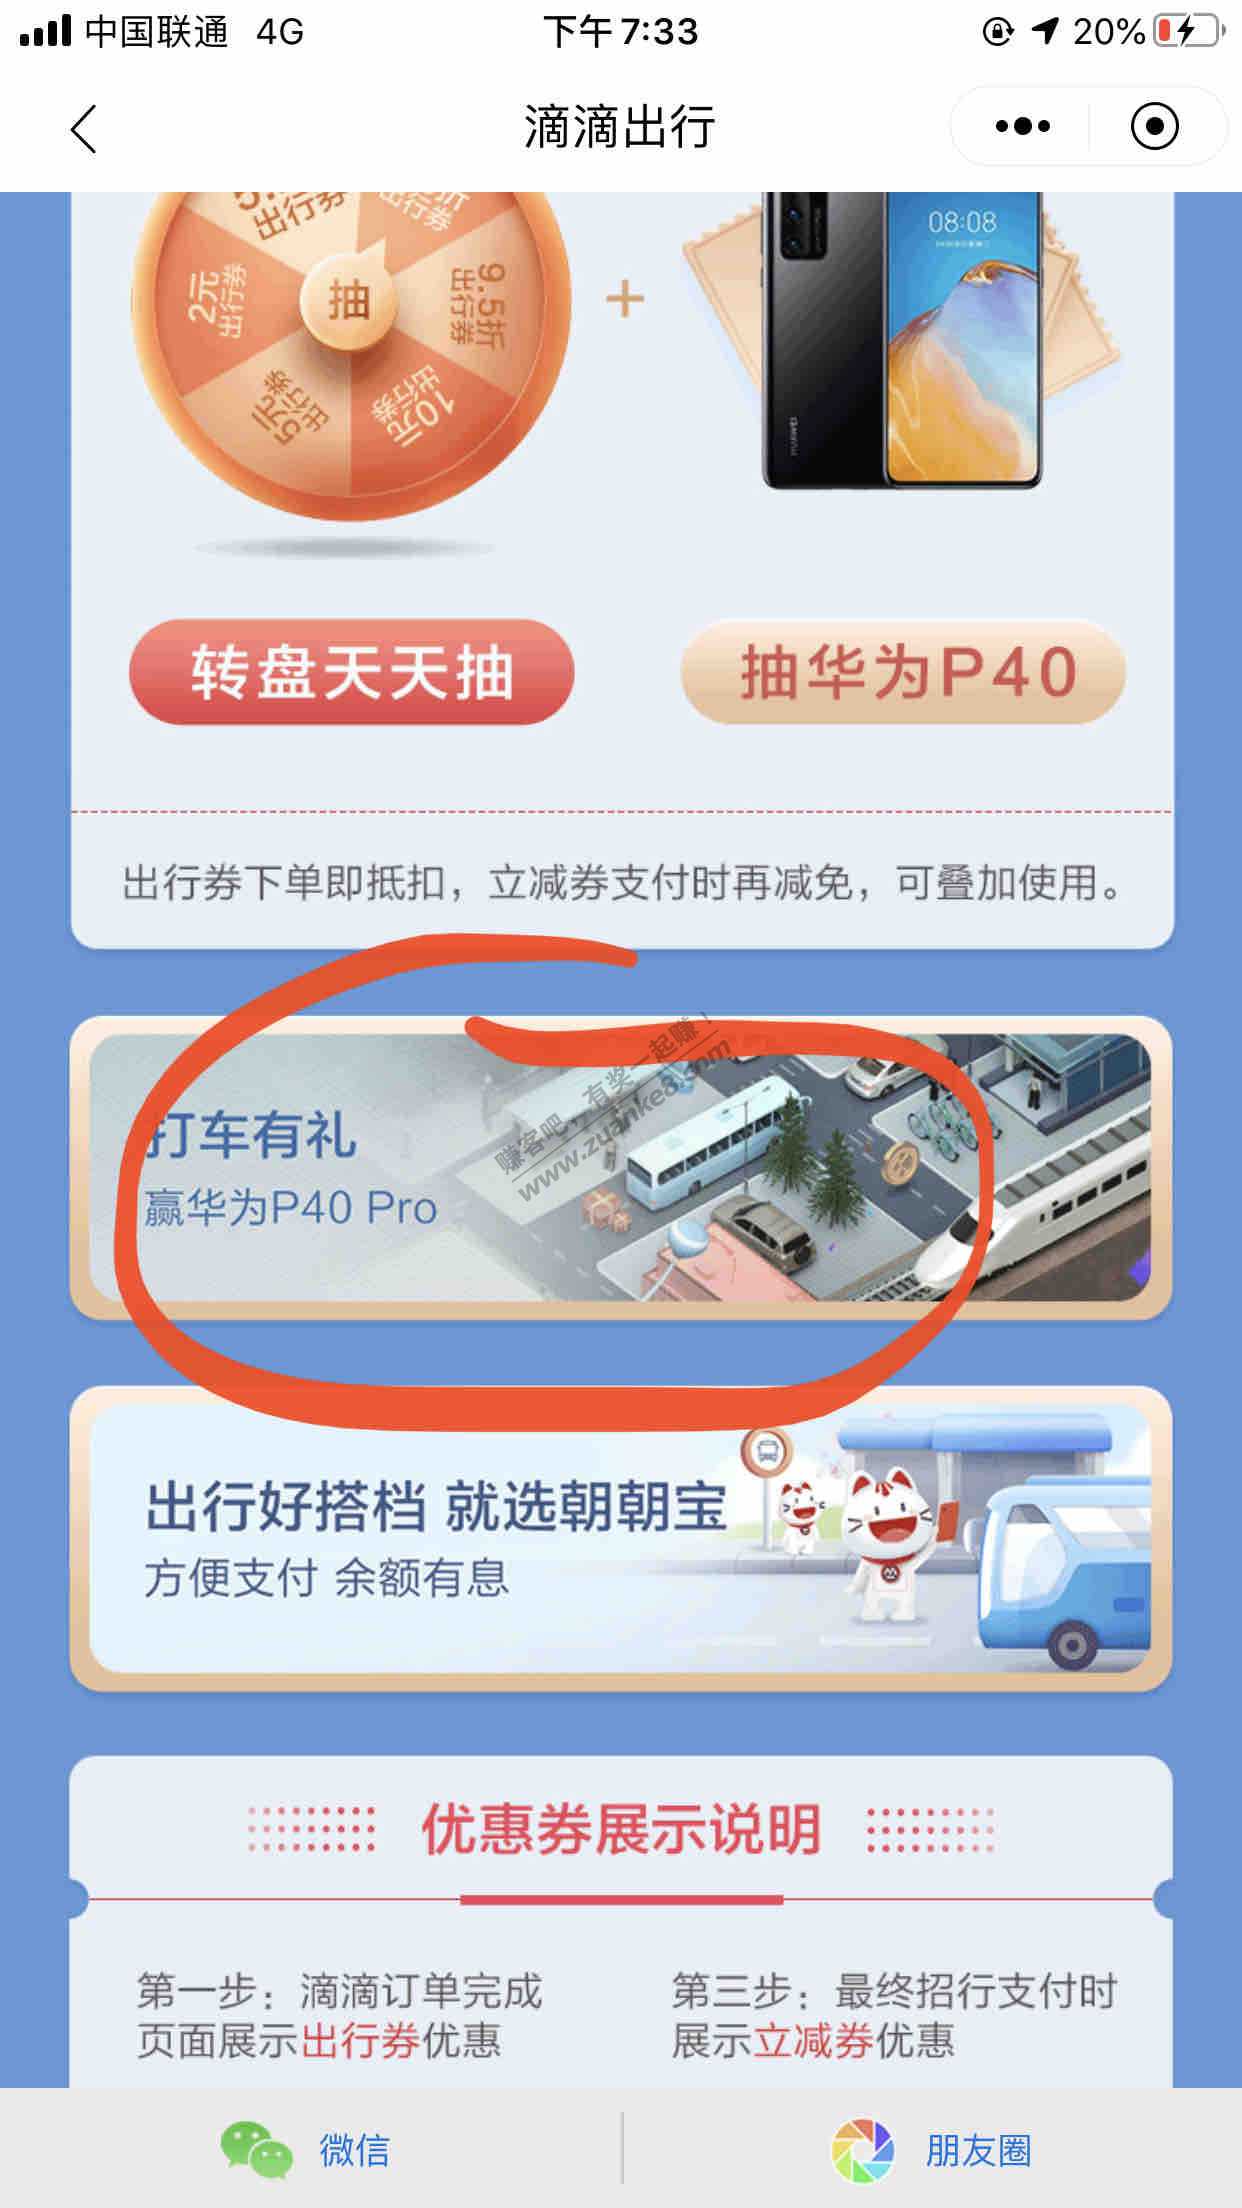 中国联通 4G 下午7:33 20%
滴滴出行
出行券
出行券
2元
出行券
抽
9.5折
出行券
5元
出行券
10元
出行券
+
08:08
HUAWEI
转盘天天抽
抽华为P40
出行券下单即抵扣，立减券支付时再减免，可叠加使用。
赚客吧，有奖一起赚！
www.zuanke8.com
打车有礼
赢华为P40 Pro
出行好搭档 就选朝朝宝
方便支付 余额有息
优惠券展示说明
第一步：滴滴订单完成
页面展示出行券优惠
第三步：最终招行支付时
展示立减券优惠
微信
朋友圈